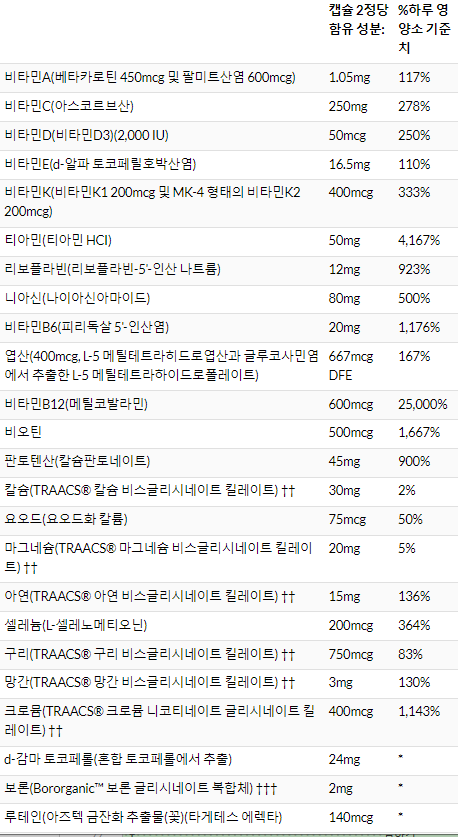 캡슐 2정당 %하루 영
함유 성분: 양소 기준
치
비타민A(베타카로틴 450mcg 및 팔미트산염 600mcg) 1.05mg 117%
비타민C(아스코르브산) 250mg 278%
비타민D(비타민D3)(2,000 IU) 50mcg 250%
비타민E(d-알파 토코페릴호박산염) 16.5mg 110%
비타민K(비타민K1 200mcg 및 MK-4 형태의 비타민K2 400mcg 333%
200mcg)
티아민(티아민 HCl) 50mg 4,167%
리보플라빈(리보플라빈-5'-인산 나트륨) 12mg 923%
니아신(나이아신아마이드) 80mg 500%
비타민B6(피리독살 5'-인산염) 20mg 1,176%
엽산(400mcg, L-5 메틸테트라히드로엽산과 글루코사민염 667mcg 167%
에서 추출한 L-5 메틸테트라하이드로폴레이트) DFE
비타민B12(메틸코발라민) 600mcg 25,000%
비오틴 500mcg 1,667%
판토텐산(칼슘판토네이트) 45mg 900%
칼슘(TRAACS® 칼슘 비스글리시네이트 킬레이트) †† 30mg 2%
요오드(요오드화 칼륨) 75mcg 50%
마그네슘(TRAACS® 마그네슘 비스글리시네이트 킬레이 20mg 5%
트) ††
아연(TRAACS® 아연 비스글리시네이트 킬레이트) †† 15mg 136%
셀레늄(L-셀레노메티오닌) 200mcg 364%
구리(TRAACS® 구리 비스글리시네이트 킬레이트) †† 750mcg 83%
망간(TRAACS® 망간 비스글리시네이트 킬레이트) †† 3mg 130%
크로뮴(TRAACS® 크로뮴 니코티네이트 글리시네이트 킬 400mcg 1,143%
레이트) ††
d-감마 토코페롤(혼합 토코페롤에서 추출) 24mg *
보론(Bororganic™ 보론 글리시네이트 복합체) ††† 2mg *
루테인(아즈텍 금잔화 추출물(꽃)(타게테스 에렉타) 140mcg *